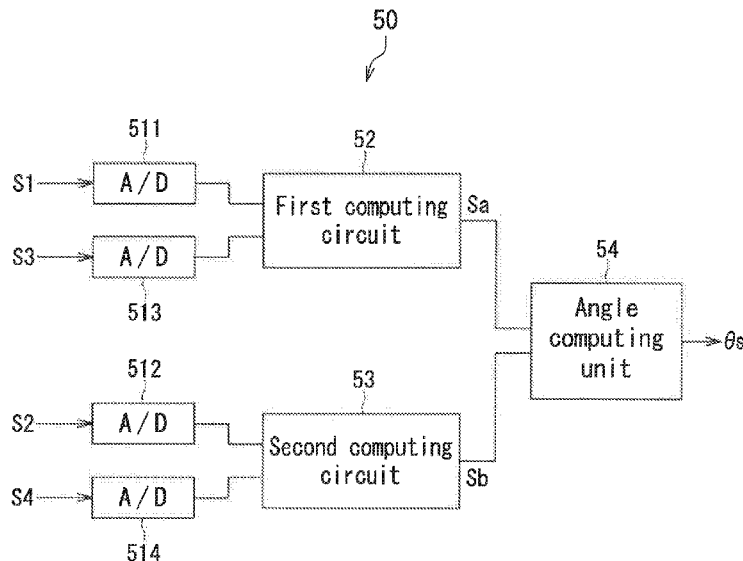 50
511
S1
A/D
52
First computing
circuit
Sa
S3
A/D
513
54
Angle
computing
unit
θs
512
S2
A/D
53
Second computing
circuit
Sb
S4
A/D
514